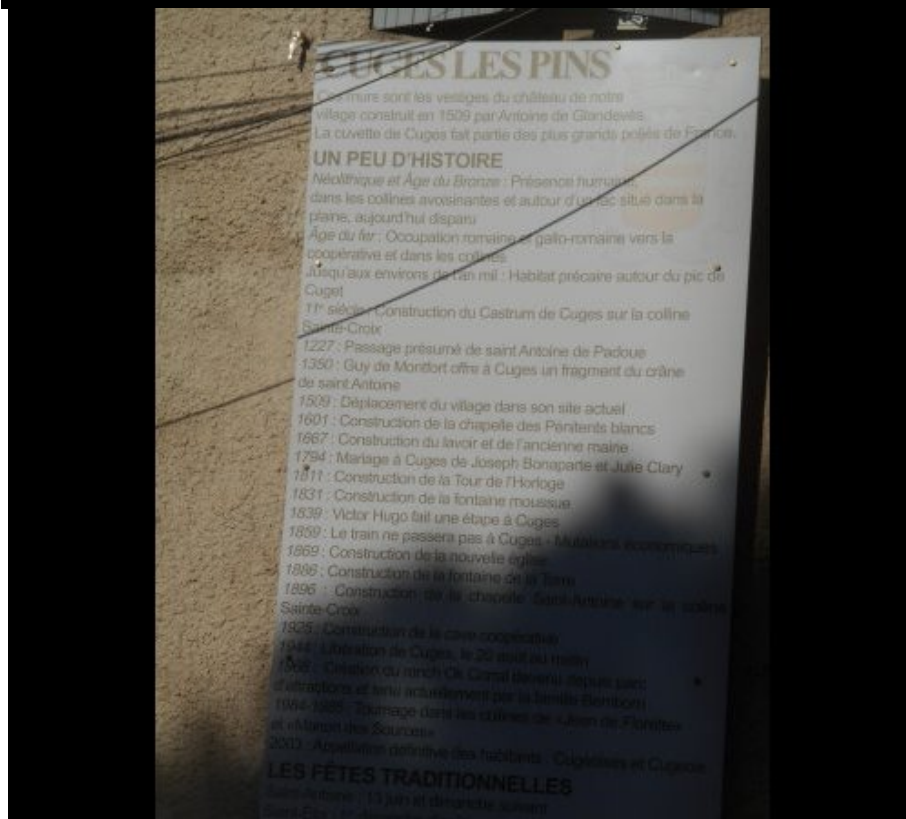 CUGES LES PINS
Ces murs sont les vestiges du château de notre
village construit en 1509 par Antoine de Glandevès.
La cuvette de Cuges fait partie des plus grands poljés de France.
UN PEU D'HISTOIRE
Néolithique et Âge du Bronze : Présence humaine,
dans les collines avoisinantes et autour d'un lac situé dans la
plaine, aujourd'hui disparu
Âge du fer : Occupation romaine et gallo-romaine vers la
coopérative et dans les collines
Jusqu'aux environs de l'an mil : Habitat précaire autour du pic de
Cuget
11e siècle : Construction du Castrum de Cuges sur la colline
Sainte-Croix
1227 : Passage présumé de saint Antoine de Padoue
1350 : Guy de Montfort offre à Cuges un fragment du crâne
de saint Antoine
1509 : Déplacement du village dans son site actuel
1601 : Construction de la chapelle des Pénitents blancs
1667 : Construction du lavoir et de l'ancienne mairie
1794 : Mariage à Cuges de Joseph Bonaparte et Julie Clary
1811 : Construction de la Tour de l'Horloge
1831 : Construction de la fontaine moussue
1839 : Victor Hugo fait une étape à Cuges
1859 : Le train ne passera pas à Cuges - Mutations économiques
1869 : Construction de la nouvelle église
1886 : Construction de la fontaine de la Terre
1896 : Construction de la chapelle Saint-Antoine sur la colline
Sainte-Croix
1925 : Construction de la cave coopérative
1944 : Libération de Cuges, le 20 août au matin
Création du ranch Ok Corral devenu depuis parc
d'attractions et tenu actuellement par la famille Bembom
1984-1985 : Tournage dans les collines de «Jean de Florette»
et «Manon des Sources»
2003 : Appellation définitive des habitants : Cugeoises et Cugeois
LES FÊTES TRADITIONNELLES
Saint-Antoine : 13 juin et dimanche suivant